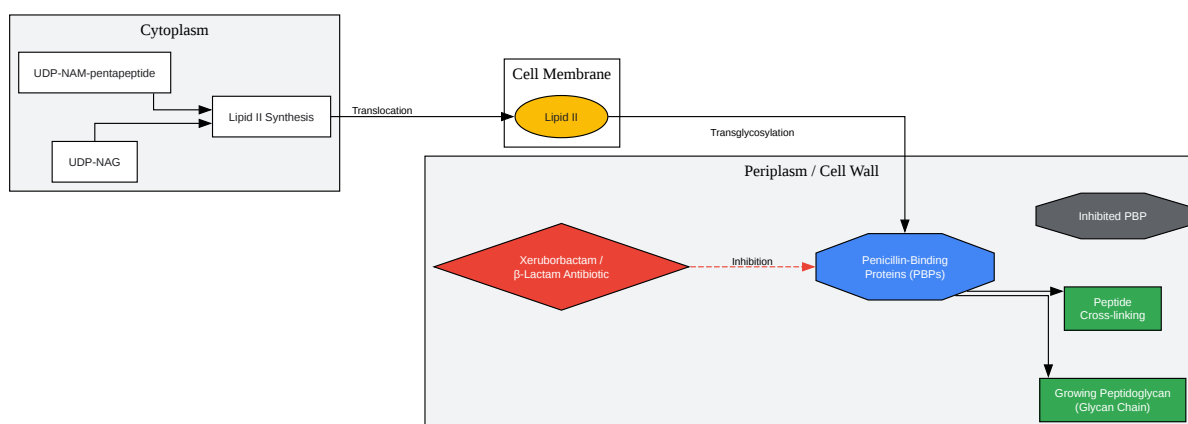 Cytoplasm
UDP-NAM-pentapeptide
Lipid II Synthesis
UDP-NAG
Translocation
Cell Membrane
Lipid II
Transglycosylation
Periplasm / Cell Wall
Inhibited PBP
Xeruborbactam /
β-Lactam Antibiotic
Inhibition
Penicillin-Binding
Proteins (PBPs)
Peptide
Cross-linking
Growing Peptidoglycan
(Glycan Chain)